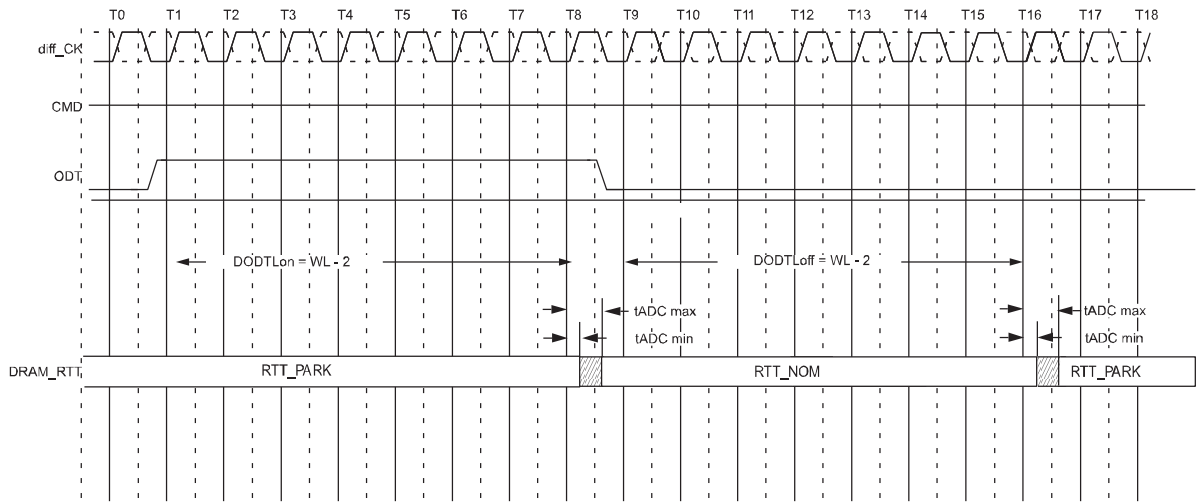 T0 T1 T2 T3 T4 T5 T6 T7 T8 T9 T10 T11 T12 T13 T14 T15 T16 T17 T18
diff_CK
CMD
ODT
DODTLon = WL - 2 DODTLoff = WL - 2
tADC max tADC max
tADC min tADC min
DRAM_RTT RTT_PARK RTT_NOM RTT_PARK